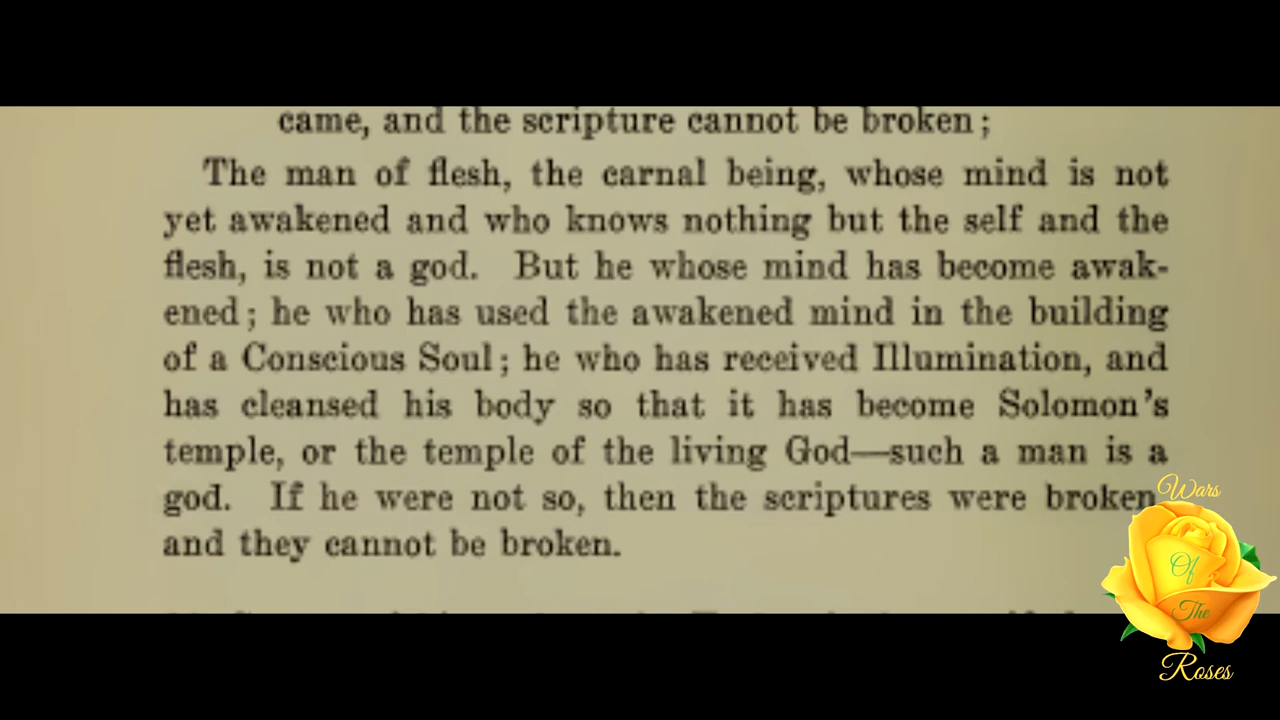 came, and the scripture cannot be broken;
The man of flesh, the carnal being, whose mind is not
yet awakened and who knows nothing but the self and the
flesh, is not a god. But he whose mind has become awak-
ened; he who has used the awakened mind in the building
of a Conscious Soul; he who has received Illumination, and
has cleansed his body so that it has become Solomon's
temple, or the temple of the living God—such a man is a
god. If he were not so, then the scriptures were broken
and they cannot be broken.
Wars
Of
The
Roses